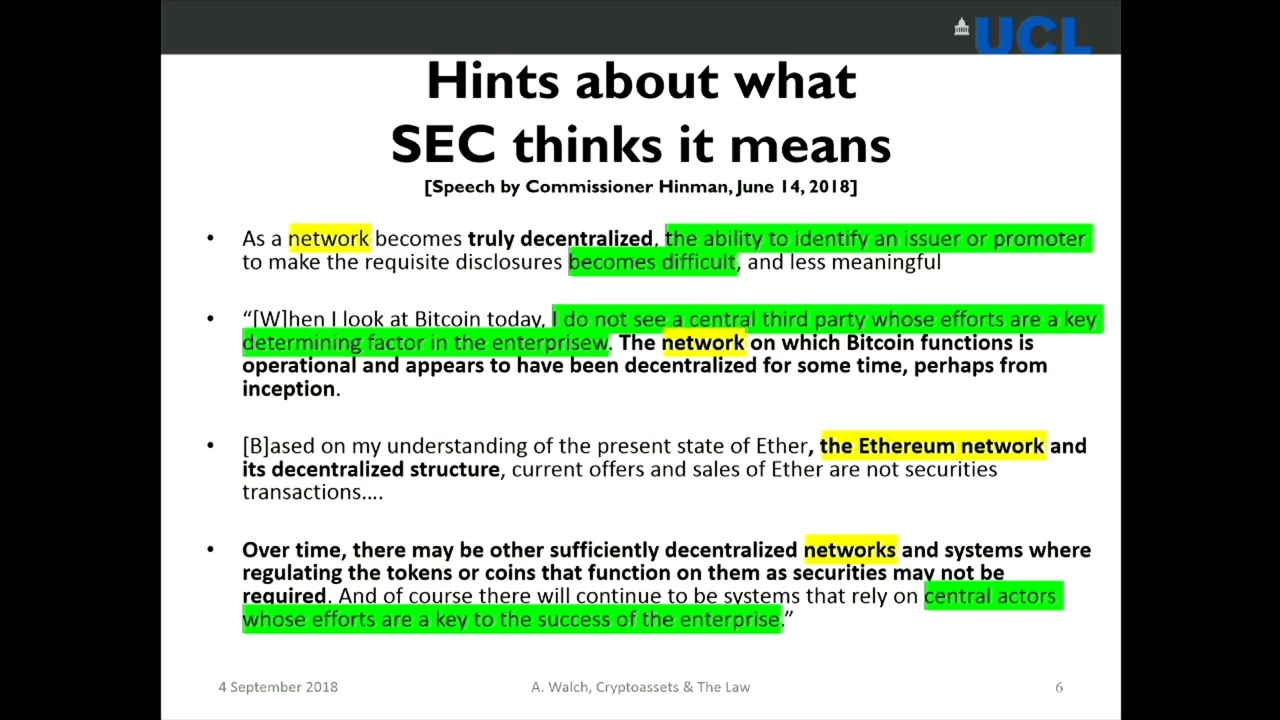 UCL
Hints about what
SEC thinks it means
[Speech by Commissioner Hinman, June 14, 2018]
• As a network becomes truly decentralized, the ability to identify an issuer or promoter
to make the requisite disclosures becomes difficult, and less meaningful
• “[W]hen I look at Bitcoin today, I do not see a central third party whose efforts are a key
determining factor in the enterprisew. The network on which Bitcoin functions is
operational and appears to have been decentralized for some time, perhaps from
inception.
• [B]ased on my understanding of the present state of Ether, the Ethereum network and
its decentralized structure, current offers and sales of Ether are not securities
transactions....
• Over time, there may be other sufficiently decentralized networks and systems where
regulating the tokens or coins that function on them as securities may not be
required. And of course there will continue to be systems that rely on central actors
whose efforts are a key to the success of the enterprise.”
4 September 2018 A. Walch, Cryptoassets & The Law 6